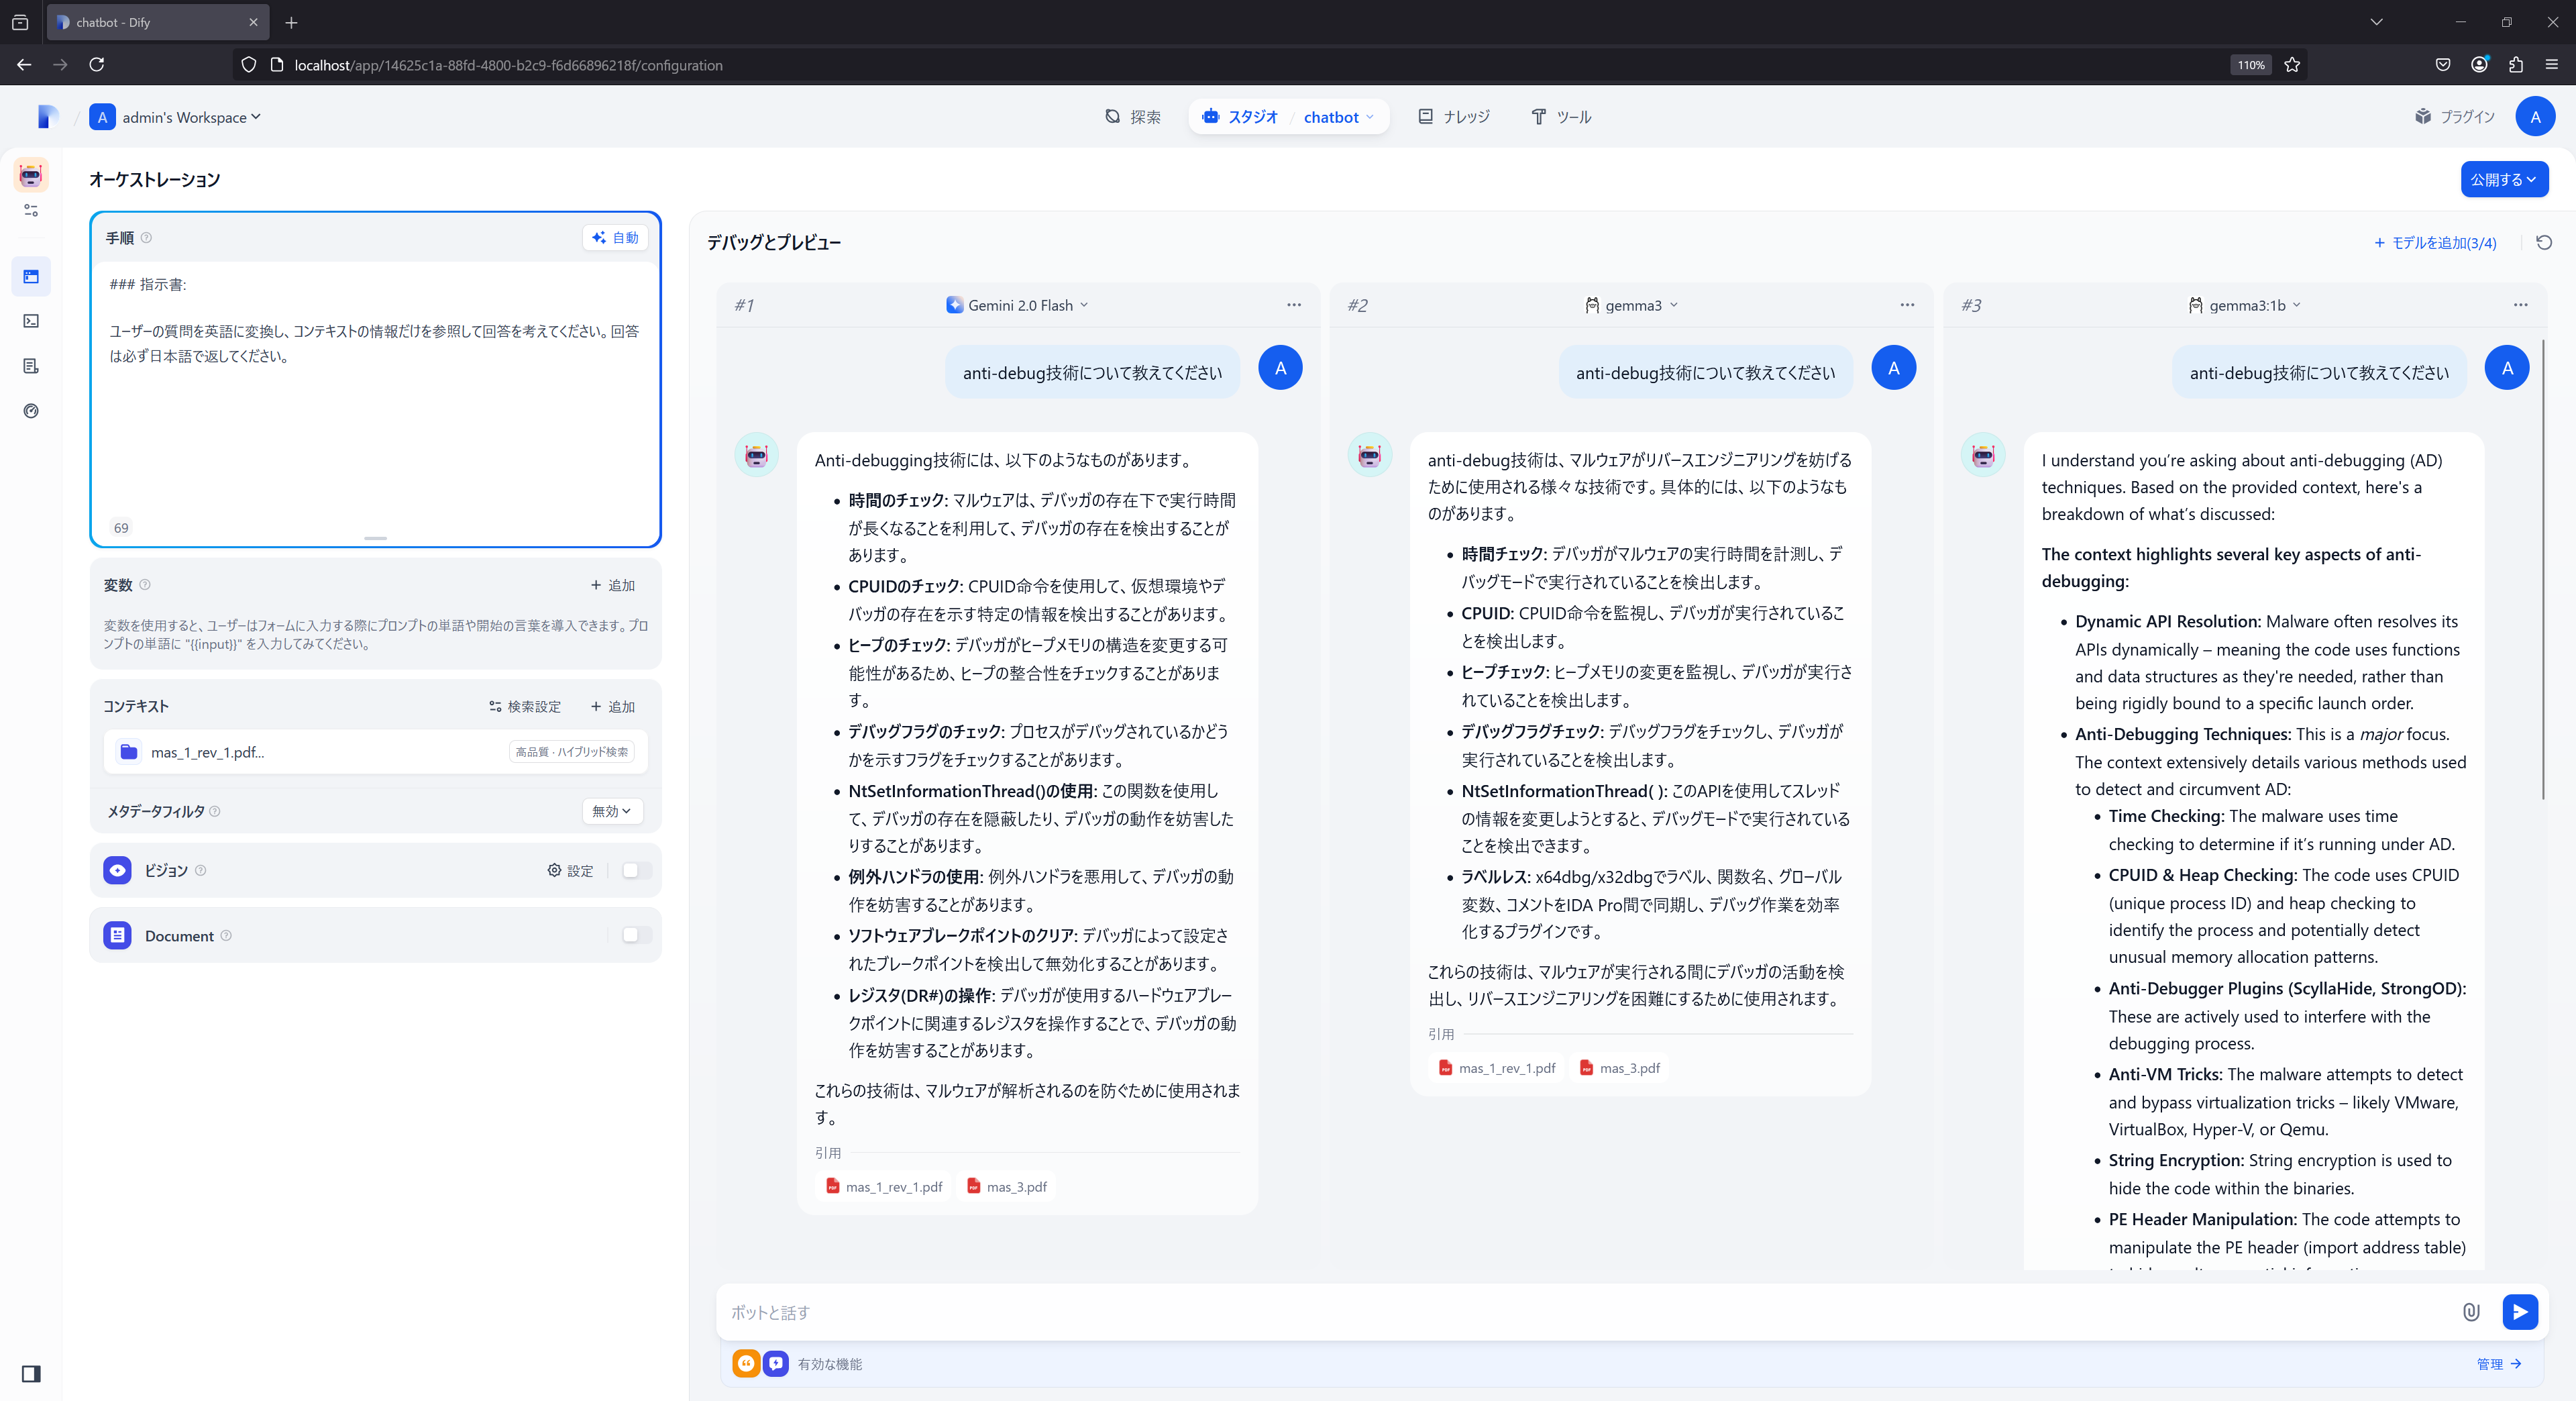 chatbot - Dify
localhost/app/14625c1a-88fd-4800-b2c9-f6d66896218f/configuration
110%
A admin's Workspace
探索
スタジオ / chatbot
ナレッジ
ツール
プラグイン
A
オーケストレーション
公開する
手順
自動
### 指示書:
ユーザーの質問を英語に変換し、コンテキストの情報だけを参照して回答を考えてください。回答
は必ず日本語で返してください。
69
変数
+ 追加
変数を使用すると、ユーザーはフォームに入力する際にプロンプトの単語や開始の言葉を導入できます。プロ
ンプトの単語に "{{input}}" を入力してみてください。
コンテキスト
検索設定
+ 追加
mas_1_rev_1.pdf...
高品質 · ハイブリッド検索
メタデータフィルタ
無効
ビジョン
設定
Document
デバッグとプレビュー
+ モデルを追加(3/4)
#1
Gemini 2.0 Flash
anti-debug技術について教えてください
A
Anti-debugging技術には、以下のようなものがあります。
• 時間のチェック: マルウェアは、デバッガの存在下で実行時間
が長くなることを利用して、デバッガの存在を検出することが
あります。
• CPUIDのチェック: CPUID命令を使用して、仮想環境やデ
バッガの存在を示す特定の情報を検出することがあります。
• ヒープのチェック: デバッガがヒープメモリの構造を変更する可
能性があるため、ヒープの整合性をチェックすることがありま
す。
• デバッグフラグのチェック: プロセスがデバッグされているかどう
かを示すフラグをチェックすることがあります。
• NtSetInformationThread()の使用: この関数を使用し
て、デバッガの存在を隠蔽したり、デバッガの動作を妨害した
りすることがあります。
• 例外ハンドラの使用: 例外ハンドラを悪用して、デバッガの動
作を妨害することがあります。
• ソフトウェアブレークポイントのクリア: デバッガによって設定さ
れたブレークポイントを検出して無効化することがあります。
• レジスタ(DR#)の操作: デバッガが使用するハードウェアブレー
クポイントに関連するレジスタを操作することで、デバッガの動
作を妨害することがあります。
これらの技術は、マルウェアが解析されるのを防ぐために使用されま
す。
引用
mas_1_rev_1.pdf
mas_3.pdf
#2
gemma3
anti-debug技術について教えてください
A
anti-debug技術は、マルウェアがリバースエンジニアリングを妨げる
ために使用される様々な技術です。具体的には、以下のようなも
のがあります。
• 時間チェック: デバッガがマルウェアの実行時間を計測し、デ
バッグモードで実行されていることを検出します。
• CPUID: CPUID命令を監視し、デバッガが実行されているこ
とを検出します。
• ヒープチェック: ヒープメモリの変更を監視し、デバッガが実行さ
れていることを検出します。
• デバッグフラグチェック: デバッグフラグをチェックし、デバッガが
実行されていることを検出します。
• NtSetInformationThread( ): このAPIを使用してスレッド
の情報を変更しようとすると、デバッグモードで実行されている
ことを検出できます。
• ラベルレス: x64dbg/x32dbgでラベル、関数名、グローバル
変数、コメントをIDA Pro間で同期し、デバッグ作業を効率
化するプラグインです。
これらの技術は、マルウェアが実行される間にデバッガの活動を検
出し、リバースエンジニアリングを困難にするために使用されます。
引用
mas_1_rev_1.pdf
mas_3.pdf
#3
gemma3:1b
anti-debug技術について教えてください
A
I understand you're asking about anti-debugging (AD)
techniques. Based on the provided context, here's a
breakdown of what's discussed:
The context highlights several key aspects of anti-
debugging:
• Dynamic API Resolution: Malware often resolves its
APIs dynamically – meaning the code uses functions
and data structures as they're needed, rather than
being rigidly bound to a specific launch order.
• Anti-Debugging Techniques: This is a major focus.
The context extensively details various methods used
to detect and circumvent AD:
• Time Checking: The malware uses time
checking to determine if it's running under AD.
• CPUID & Heap Checking: The code uses CPUID
(unique process ID) and heap checking to
identify the process and potentially detect
unusual memory allocation patterns.
• Anti-Debugger Plugins (ScyllaHide, StrongOD):
These are actively used to interfere with the
debugging process.
• Anti-VM Tricks: The malware attempts to detect
and bypass virtualization tricks – likely VMware,
VirtualBox, Hyper-V, or Qemu.
• String Encryption: String encryption is used to
hide the code within the binaries.
• PE Header Manipulation: The code attempts to
manipulate the PE header (import address table)
ボットと話す
有効な機能
管理 →